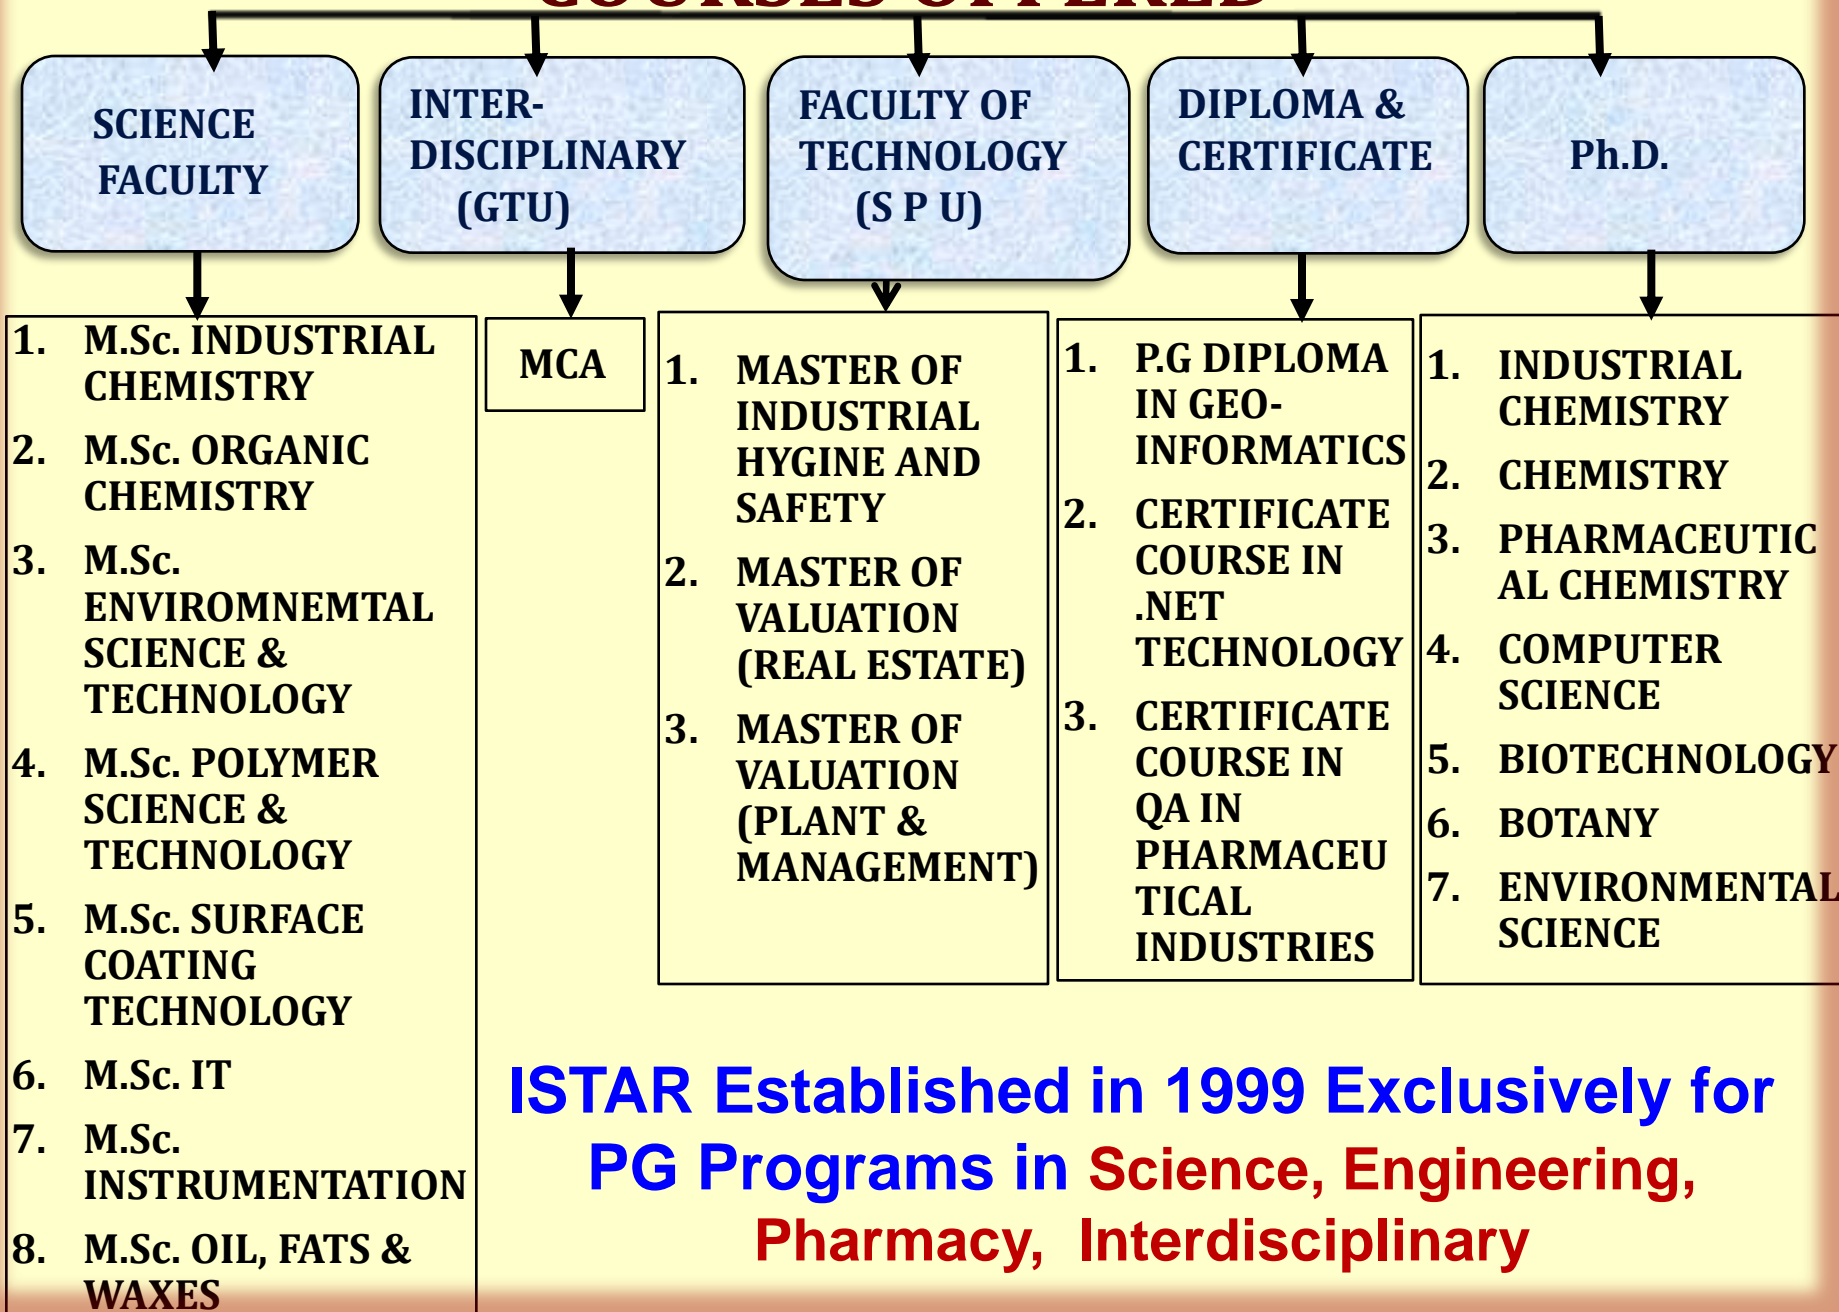 COURSES OFFERED
SCIENCE
FACULTY
INTER-
DISCIPLINARY
(GTU)
FACULTY OF
TECHNOLOGY
(S P U)
DIPLOMA &
CERTIFICATE
Ph.D.
1. M.Sc. INDUSTRIAL
CHEMISTRY
2. M.Sc. ORGANIC
CHEMISTRY
3. M.Sc.
ENVIROMNEMTAL
SCIENCE &
TECHNOLOGY
4. M.Sc. POLYMER
SCIENCE &
TECHNOLOGY
5. M.Sc. SURFACE
COATING
TECHNOLOGY
6. M.Sc. IT
7. M.Sc.
INSTRUMENTATION
8. M.Sc. OIL, FATS &
WAXES
MCA
1. MASTER OF
INDUSTRIAL
HYGINE AND
SAFETY
2. MASTER OF
VALUATION
(REAL ESTATE)
3. MASTER OF
VALUATION
(PLANT &
MANAGEMENT)
1. P.G DIPLOMA
IN GEO-
INFORMATICS
2. CERTIFICATE
COURSE IN
.NET
TECHNOLOGY
3. CERTIFICATE
COURSE IN
QA IN
PHARMACEU
TICAL
INDUSTRIES
1. INDUSTRIAL
CHEMISTRY
2. CHEMISTRY
3. PHARMACEUTIC
AL CHEMISTRY
4. COMPUTER
SCIENCE
5. BIOTECHNOLOGY
6. BOTANY
7. ENVIRONMENTAL
SCIENCE
ISTAR Established in 1999 Exclusively for
PG Programs in Science, Engineering,
Pharmacy, Interdisciplinary